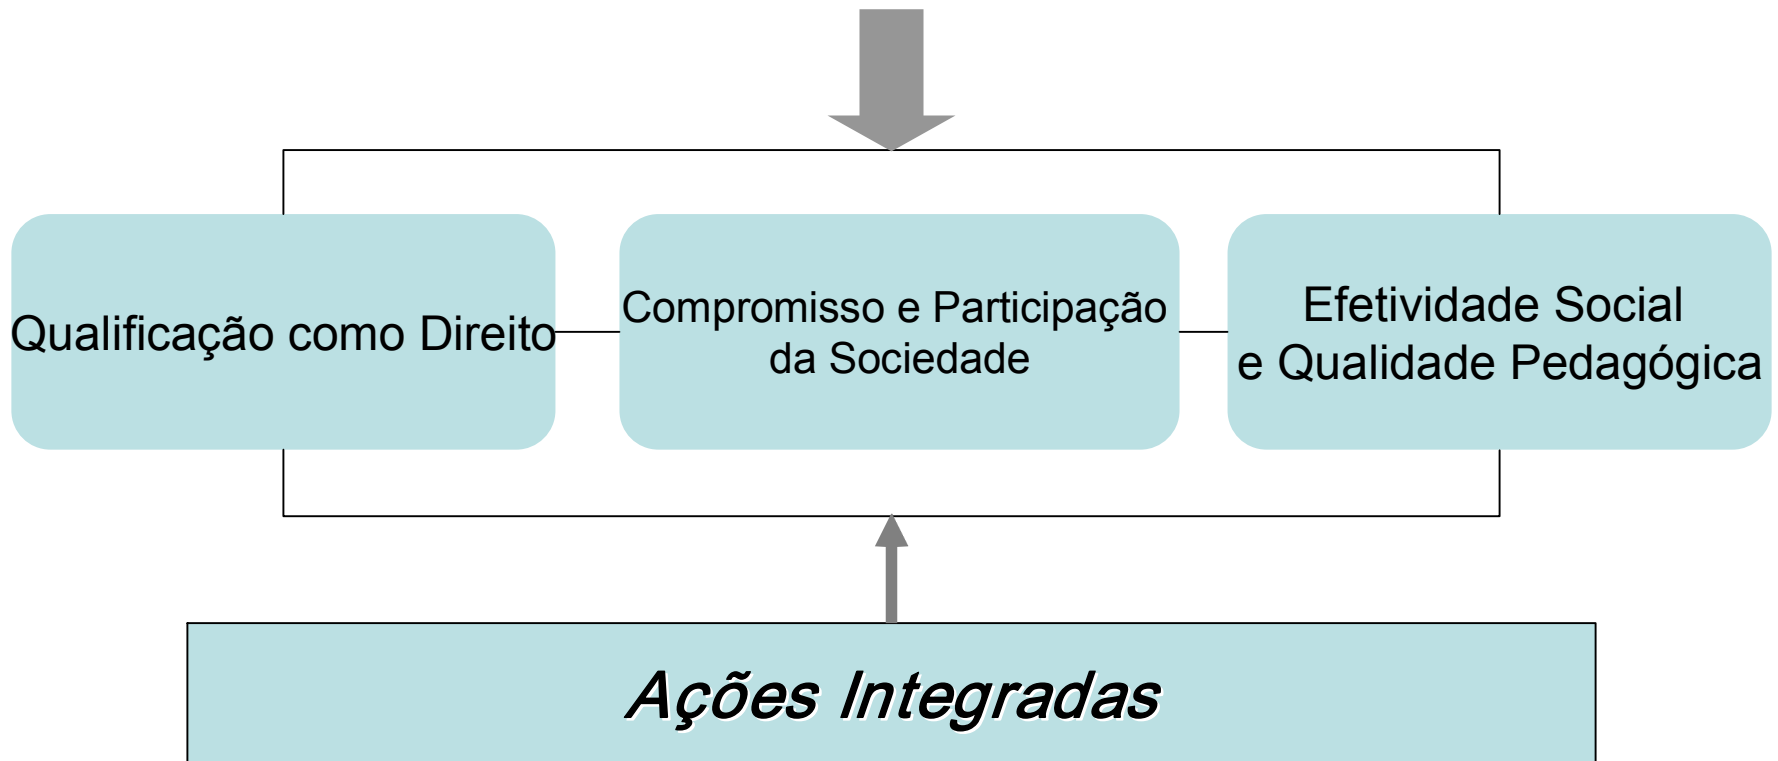 Qualificação como Direito
Compromisso e Participação
da Sociedade
Efetividade Social
e Qualidade Pedagógica
Ações Integradas